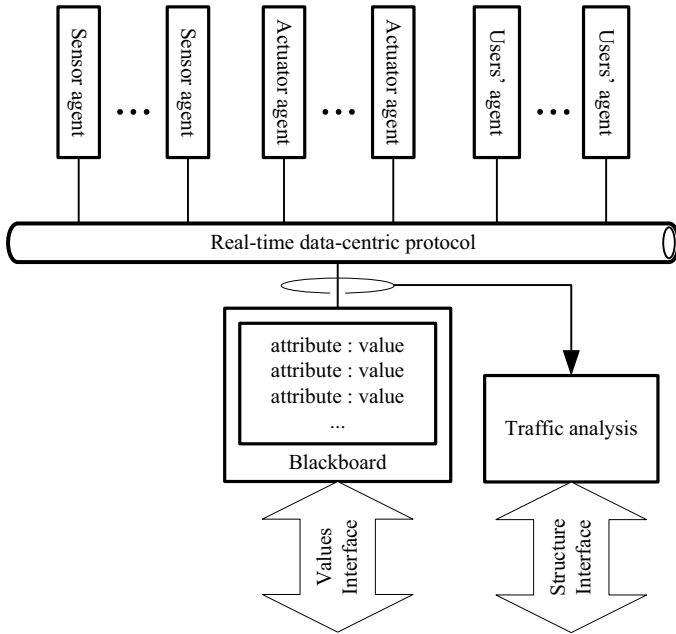 Sensor agent
...
Sensor agent
Actuator agent
...
Actuator agent
Users' agent
...
Users' agent
Real-time data-centric protocol
attribute : value
attribute : value
attribute : value
...
Blackboard
Traffic analysis
Values
Interface
Structure
Interface